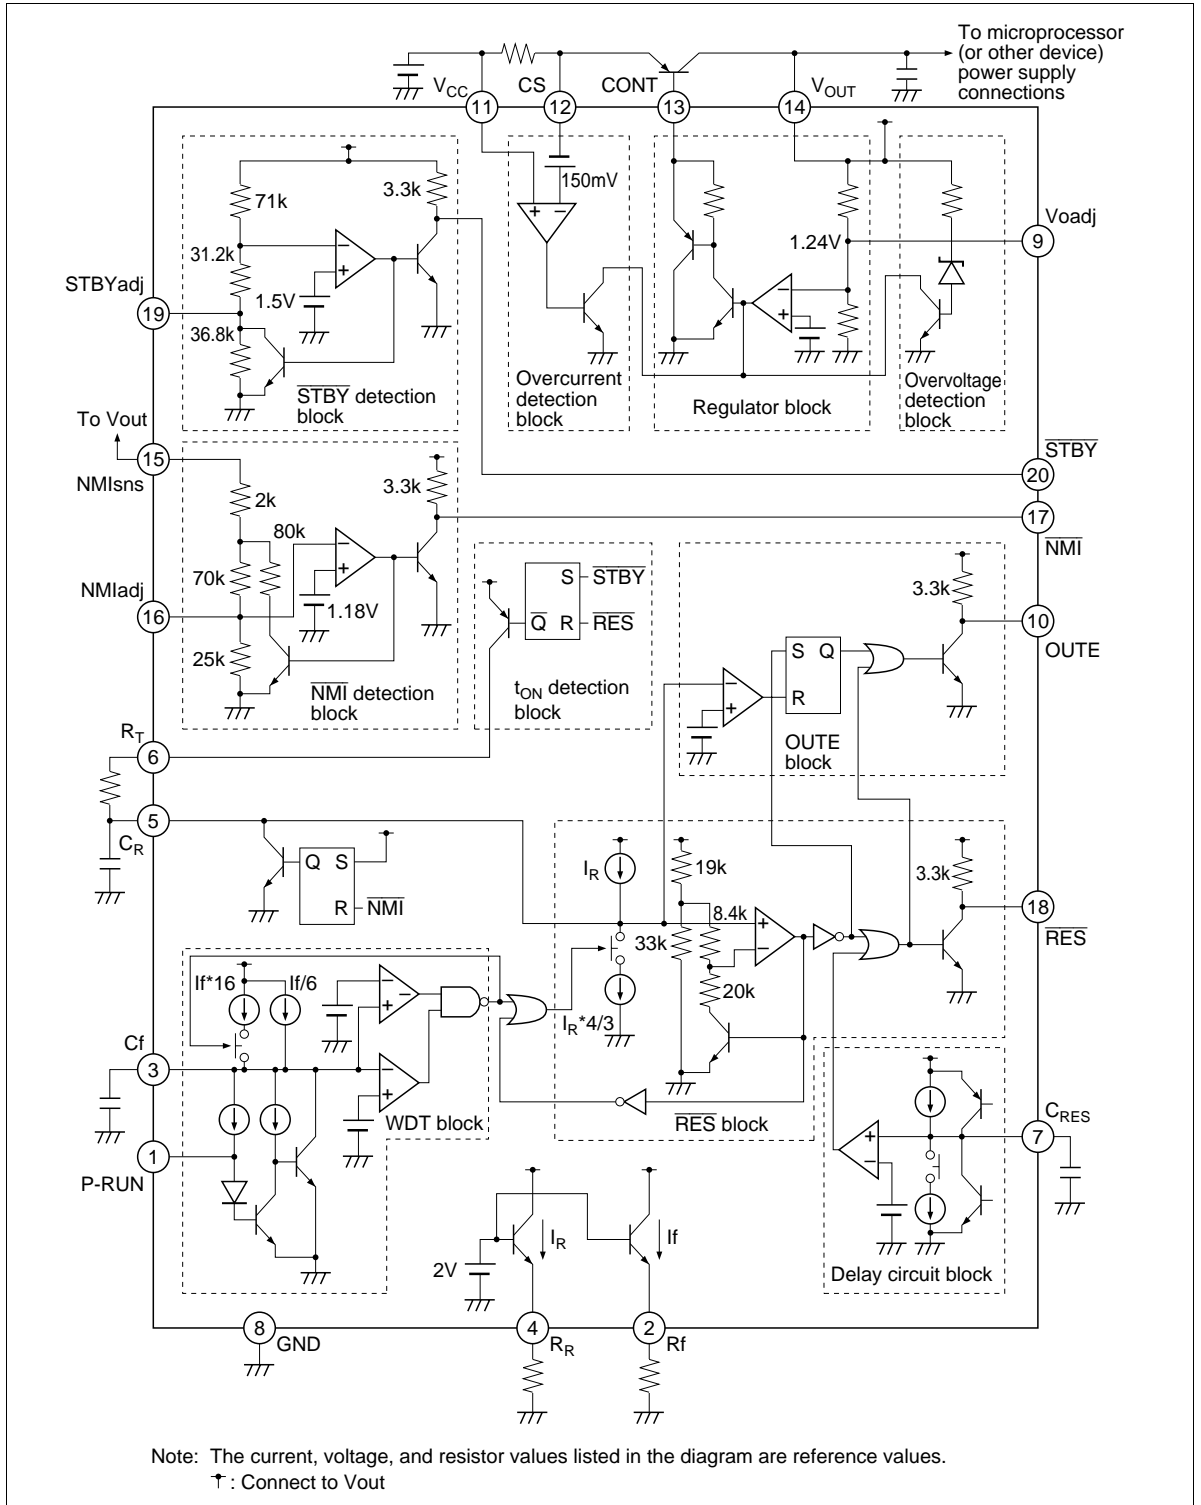 To microprocessor
(or other device)
power supply
connections
VCC
CS
CONT
VOUT
11
12
13
14
71k
3.3k
31.2k
1.5V
36.8k
STBYadj
19
STBY detection
block
150mV
Overcurrent
detection
block
1.24V
Regulator block
Overvoltage
detection
block
Voadj
9
To Vout
15
NMIsns
STBY
20
17
NMI
2k
80k
3.3k
70k
1.18V
25k
NMIadj
16
NMI detection
block
S
STBY
Q
R
RES
tON detection
block
3.3k
S
Q
R
OUTE
block
10
OUTE
RT
6
5
CR
Q
S
R
NMI
IR
19k
8.4k
33k
20k
IR*4/3
3.3k
18
RES
RES block
If*16
If/6
Cf
3
WDT block
1
P-RUN
CRES
7
Delay circuit block
2V
IR
If
8
GND
4
RR
2
Rf
Note: The current, voltage, and resistor values listed in the diagram are reference values.
: Connect to Vout